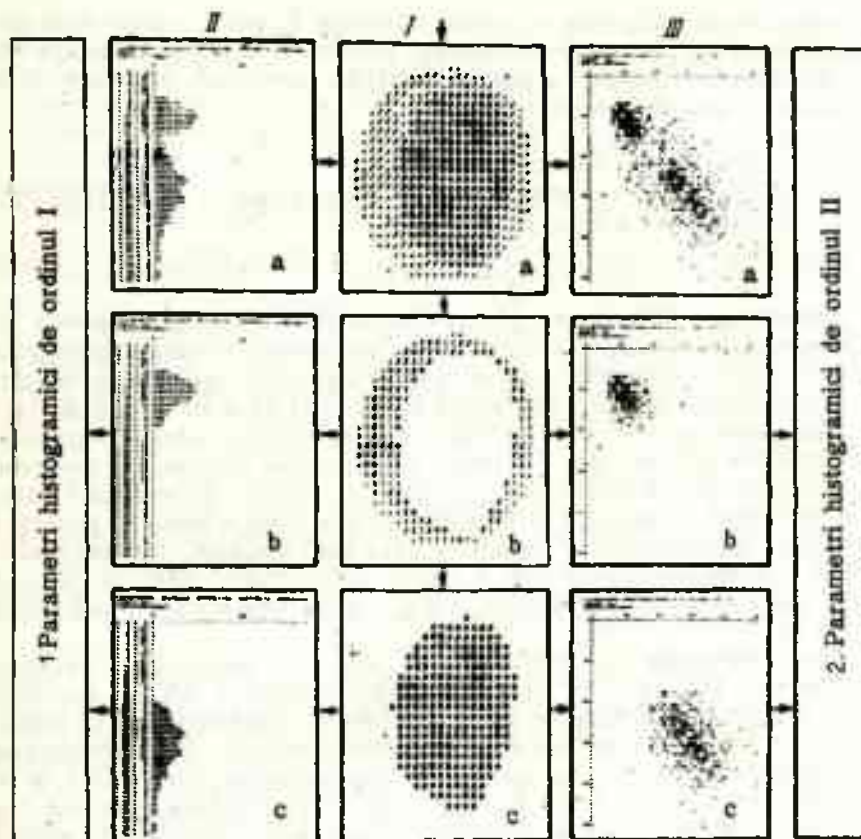 II
I
III
1 Parametri histogramici de ordinul I
a
a
a
2. Parametri histogramici de ordinul II
b
b
b
c
c
c